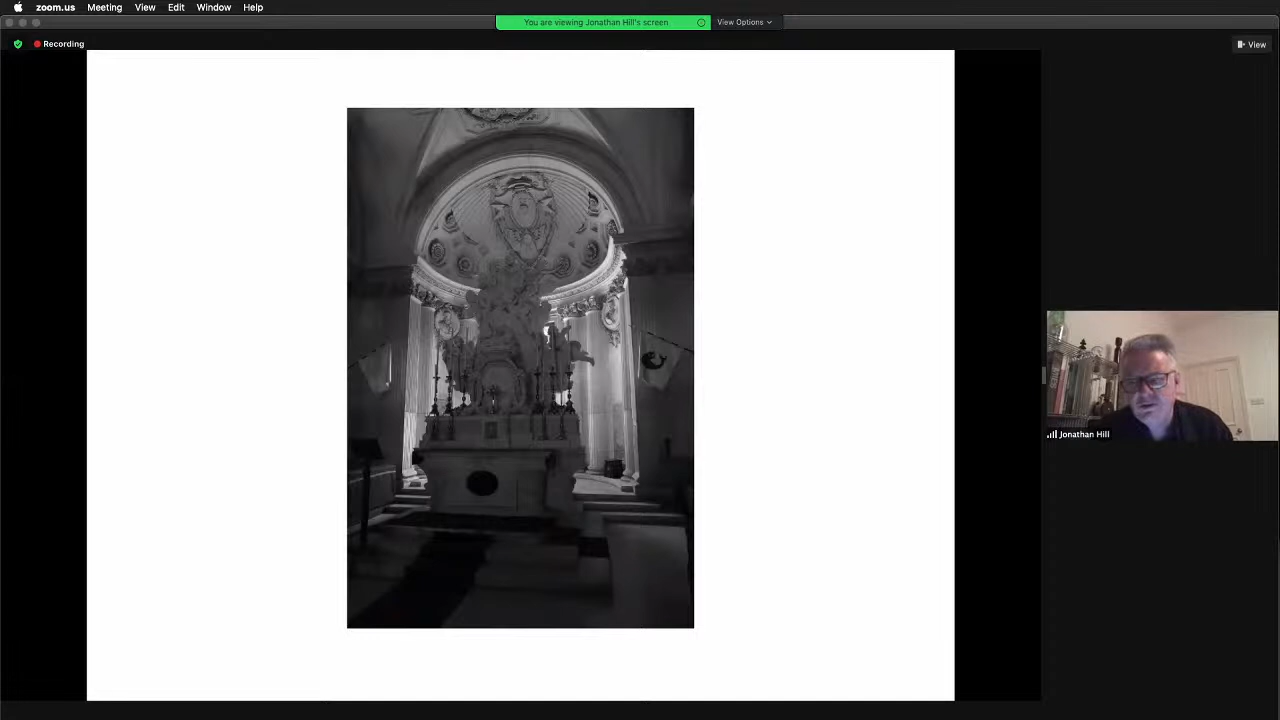 zoom.us Meeting View Edit Window Help
You are viewing Jonathan Hill's screen View Options
Recording
View
Jonathan Hill